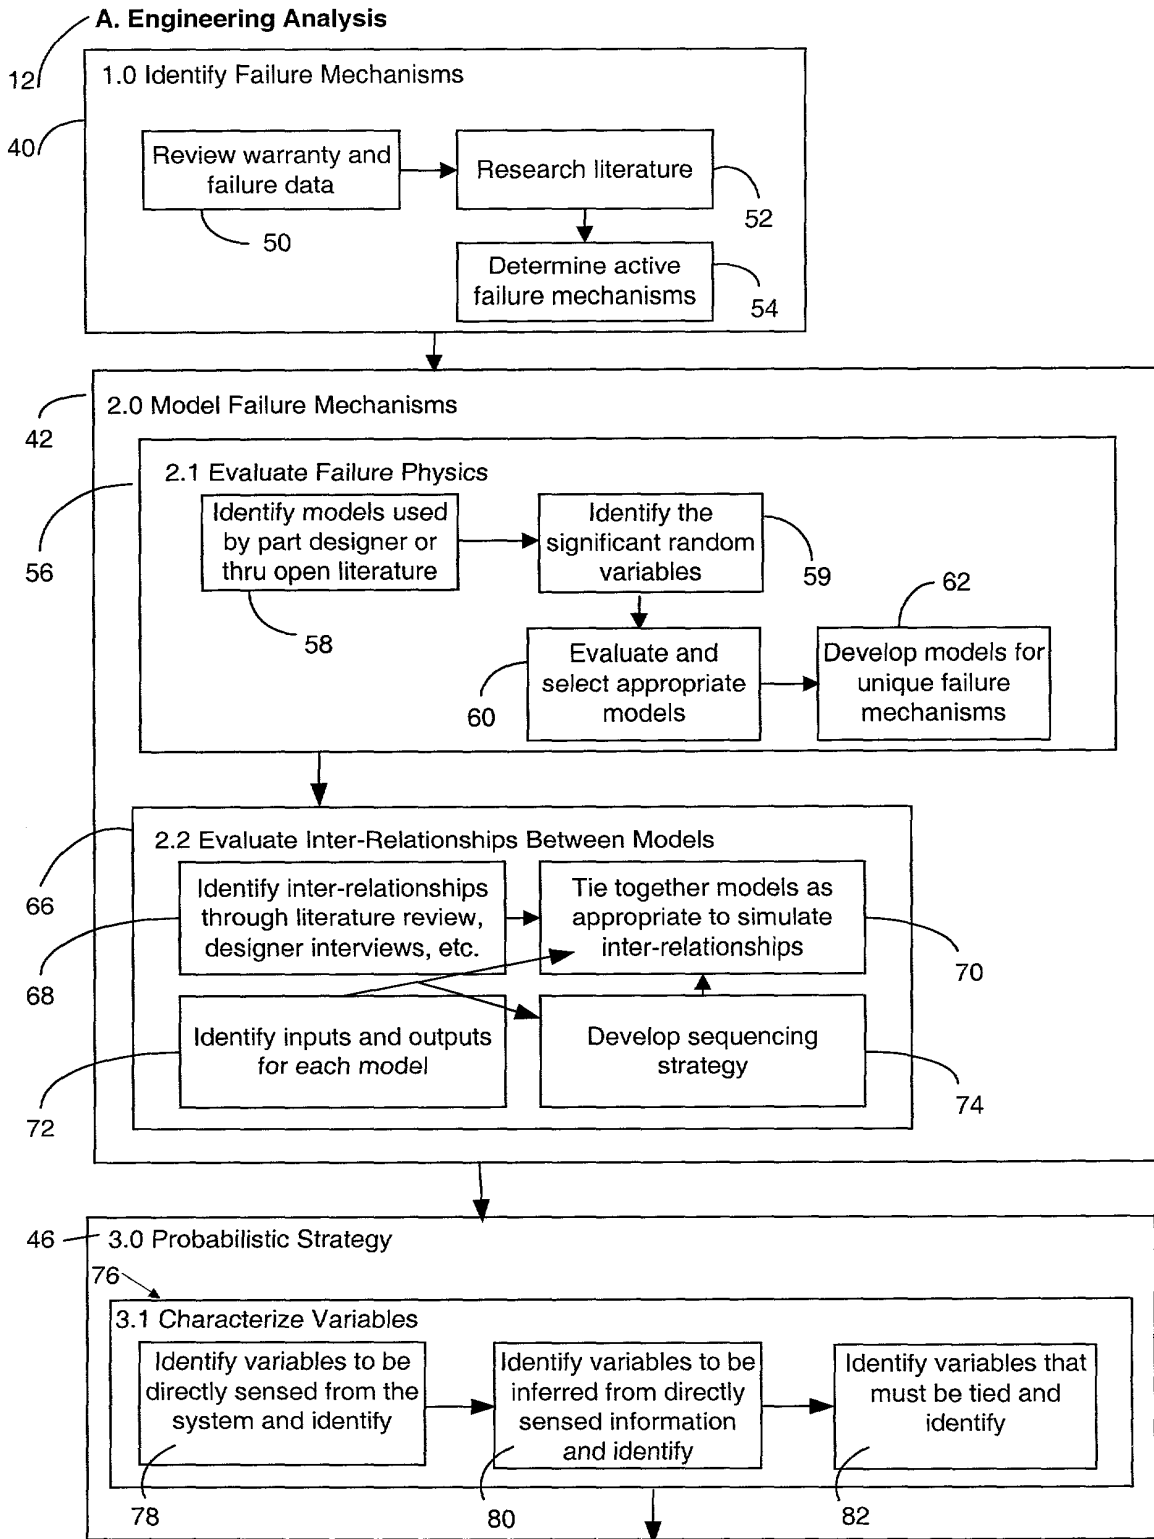 A. Engineering Analysis
12
1.0 Identify Failure Mechanisms
40
Review warranty and
failure data
50
Research literature
52
Determine active
failure mechanisms
54
42
2.0 Model Failure Mechanisms
56
2.1 Evaluate Failure Physics
Identify models used
by part designer or
thru open literature
58
Identify the
significant random
variables
59
Evaluate and
select appropriate
models
60
62
Develop models for
unique failure
mechanisms
66
2.2 Evaluate Inter-Relationships Between Models
Identify inter-relationships
through literature review,
designer interviews, etc.
68
Tie together models as
appropriate to simulate
inter-relationships
70
Identify inputs and outputs
for each model
72
Develop sequencing
strategy
74
46
3.0 Probabilistic Strategy
76
3.1 Characterize Variables
Identify variables to be
directly sensed from the
system and identify
78
Identify variables to be
inferred from directly
sensed information
and identify
80
Identify variables that
must be tied and
identify
82